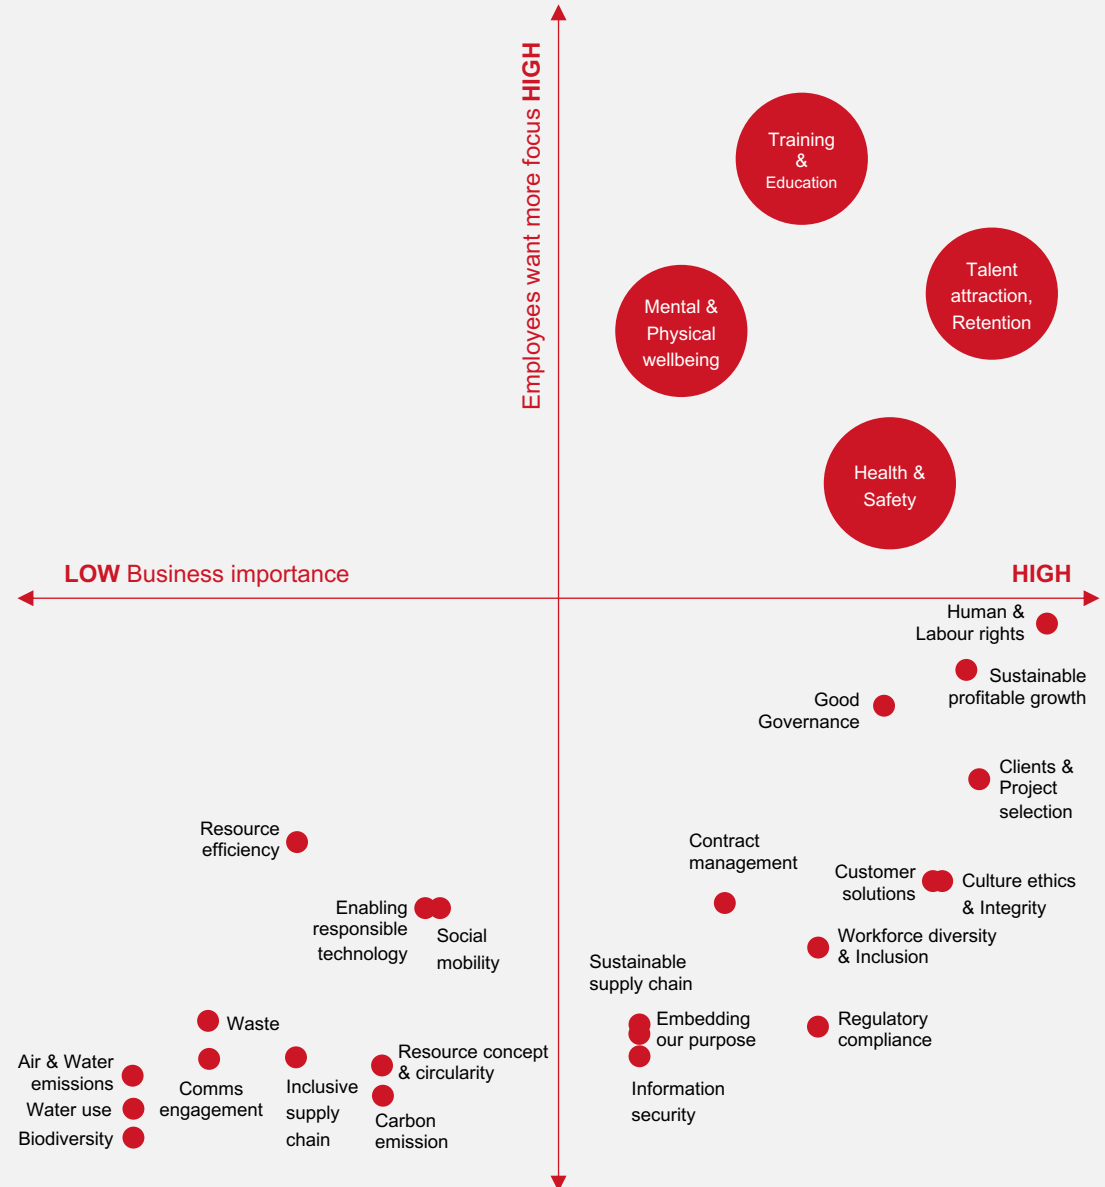 Employees want more focus HIGH
Training
&
Education
Talent
attraction,
Retention
Mental &
Physical
wellbeing
Health &
Safety
LOW Business importance
HIGH
Human &
Labour rights
Sustainable
profitable growth
Good
Governance
Clients &
Project
selection
Resource
efficiency
Contract
management
Customer
solutions
Culture ethics
& Integrity
Enabling
responsible
technology
Social
mobility
Workforce diversity
& Inclusion
Sustainable
supply chain
Waste
Embedding
our purpose
Regulatory
compliance
Air & Water
emissions
Comms
engagement
Inclusive
supply
chain
Resource concept
& circularity
Information
security
Water use
Carbon
emission
Biodiversity